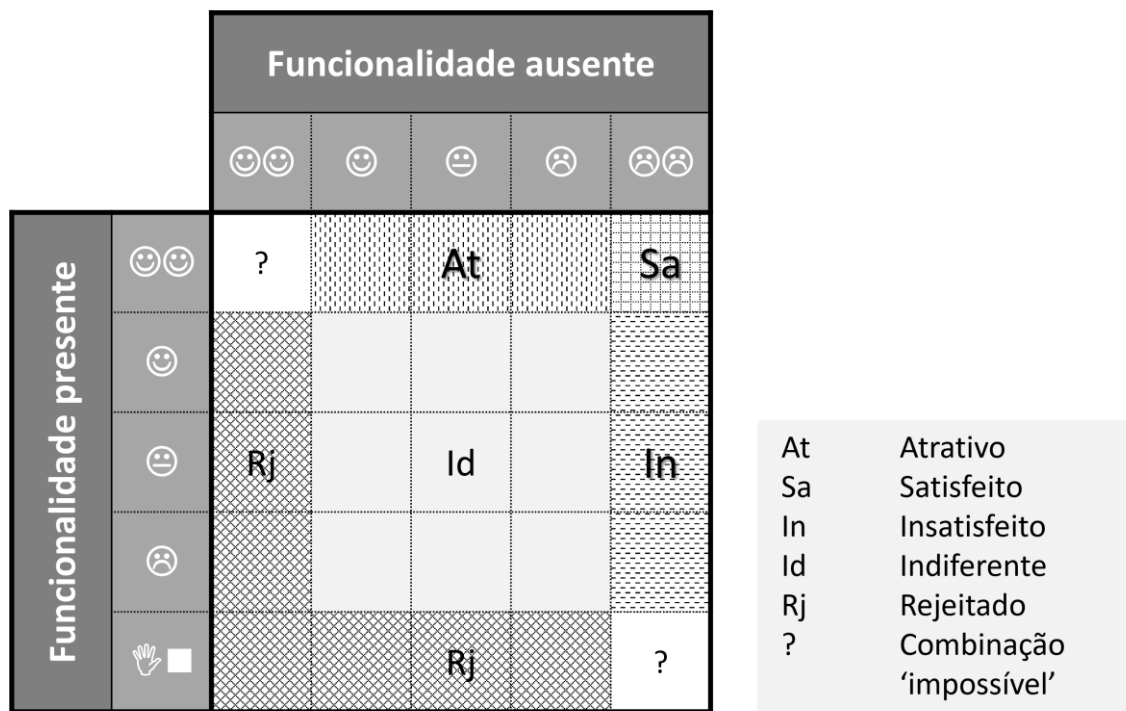 Funcionalidade ausente
☺☺ ☺ 😐 ☹ ☹☹
Funcionalidade presente
☺☺ ? At Sa
☺
😐 Rj Id In
☹
🖐■ Rj ?
At Atrativo
Sa Satisfeito
In Insatisfeito
Id Indiferente
Rj Rejeitado
? Combinação
‘impossível’